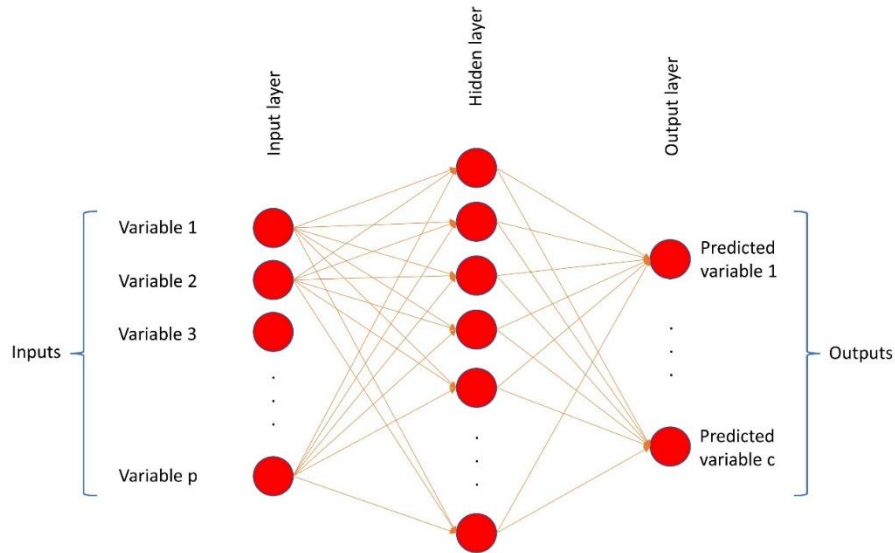 Input layer
Hidden layer
Output layer
Inputs
Variable 1
Variable 2
Variable 3
.
.
.
Variable p
.
.
.
Predicted
variable 1
.
.
.
Predicted
variable c
Outputs